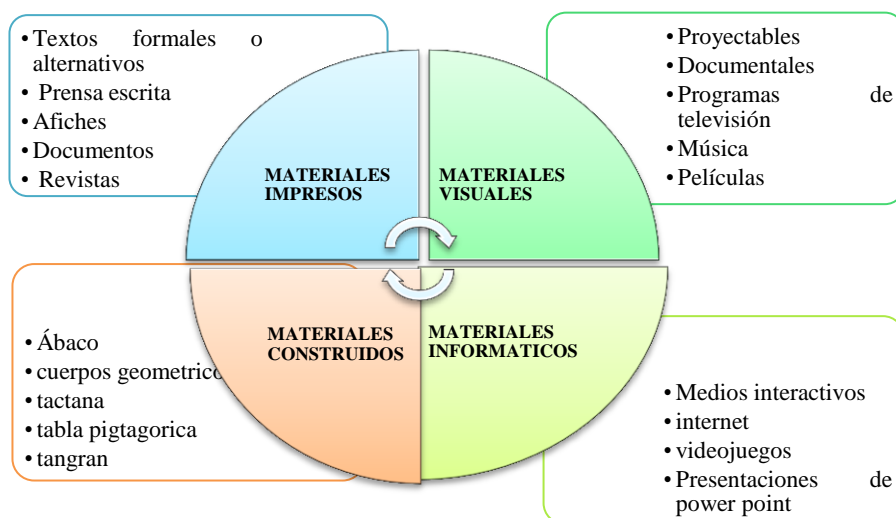 • Textos formales o
alternativos
• Prensa escrita
• Afiches
• Documentos
• Revistas
MATERIALES
IMPRESOS
• Proyectables
• Documentales
• Programas de
televisión
• Música
• Películas
MATERIALES
VISUALES
• Ábaco
• cuerpos geometrico
• tactana
• tabla pigtagorica
• tangran
MATERIALES
CONSTRUIDOS
MATERIALES
INFORMATICOS
• Medios interactivos
• internet
• videojuegos
• Presentaciones de
power point